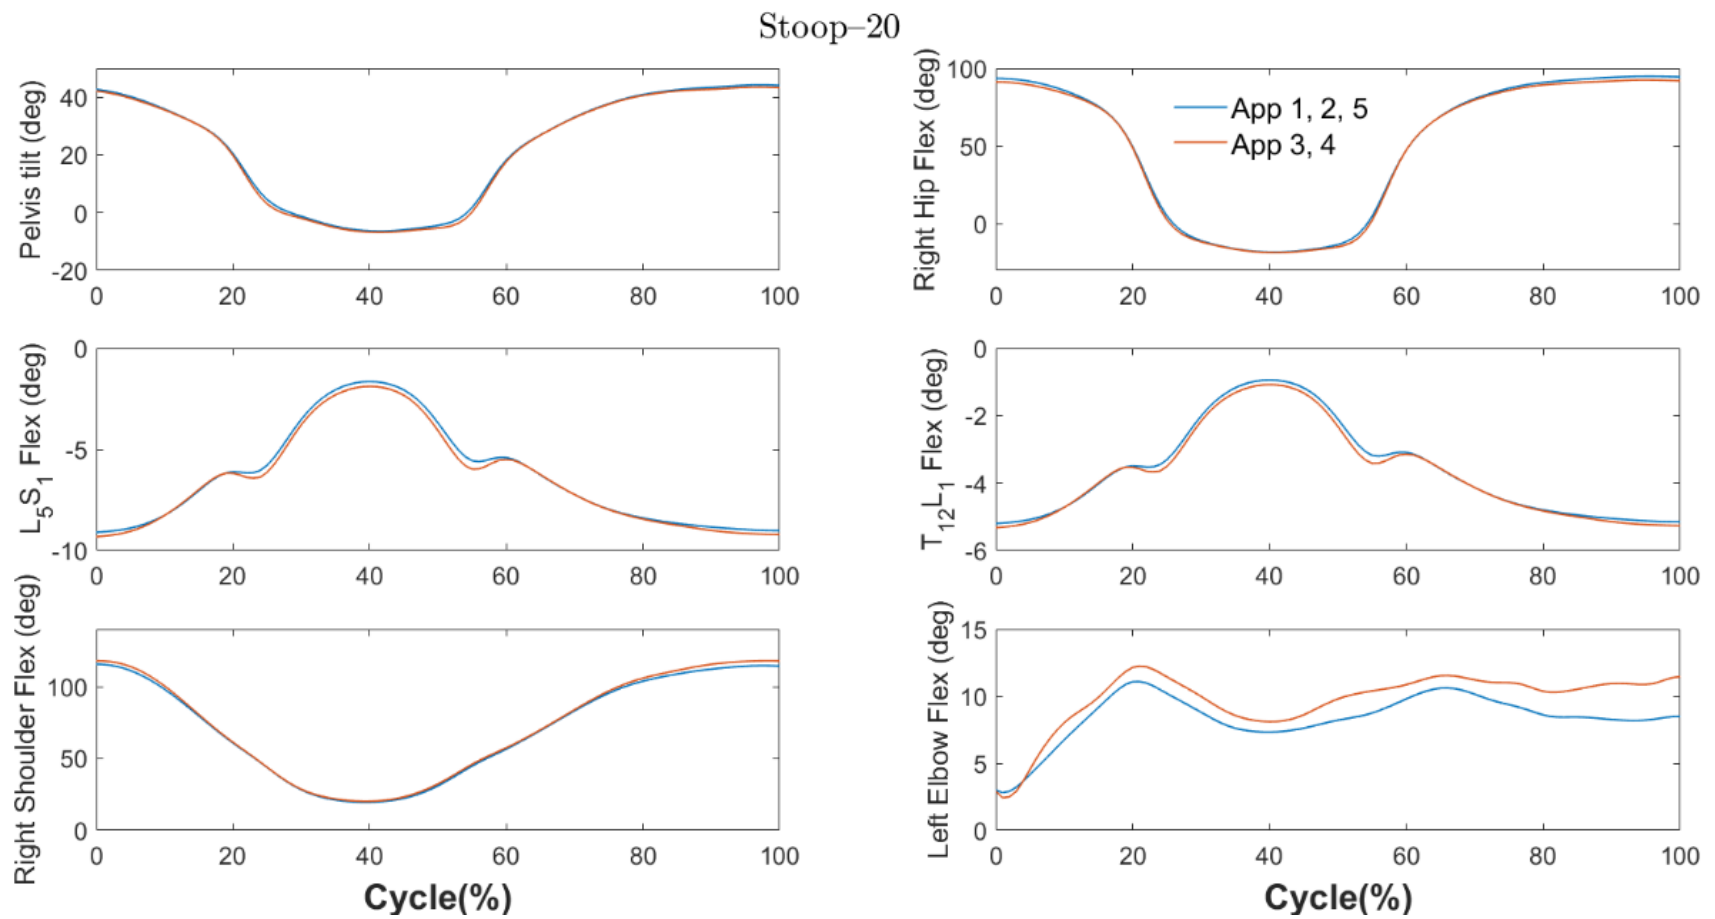 Stoop–20
Pelvis tilt (deg)
40
20
0
-20
0 20 40 60 80 100
Right Hip Flex (deg)
100
50
0
App 1, 2, 5
App 3, 4
0 20 40 60 80 100
L5S1 Flex (deg)
0
-5
-10
0 20 40 60 80 100
T12L1 Flex (deg)
0
-2
-4
-6
0 20 40 60 80 100
Right Shoulder Flex (deg)
100
50
0
0 20 40 60 80 100
Cycle(%)
Left Elbow Flex (deg)
15
10
5
0
0 20 40 60 80 100
Cycle(%)